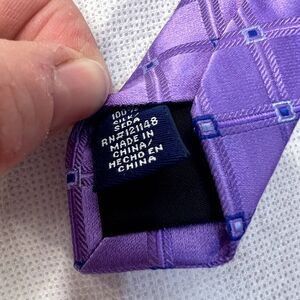 100%
SILK/
SEDA
RN#121148
MADE IN
CHINA/
HECHO EN
CHINA